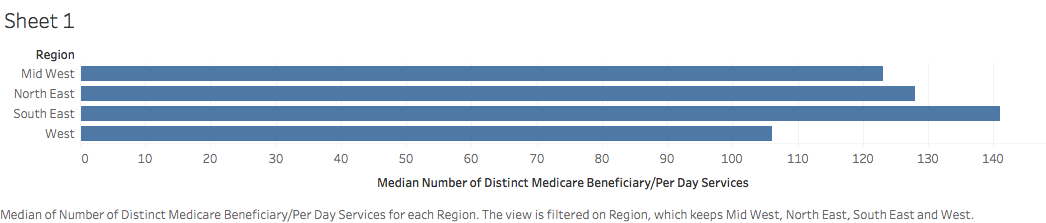 Sheet 1
Region
Mid West
North East
South East
West
0 10 20 30 40 50 60 70 80 90 100 110 120 130 140
Median Number of Distinct Medicare Beneficiary/Per Day Services
Median of Number of Distinct Medicare Beneficiary/Per Day Services for each Region. The view is filtered on Region, which keeps Mid West, North East, South East and West.